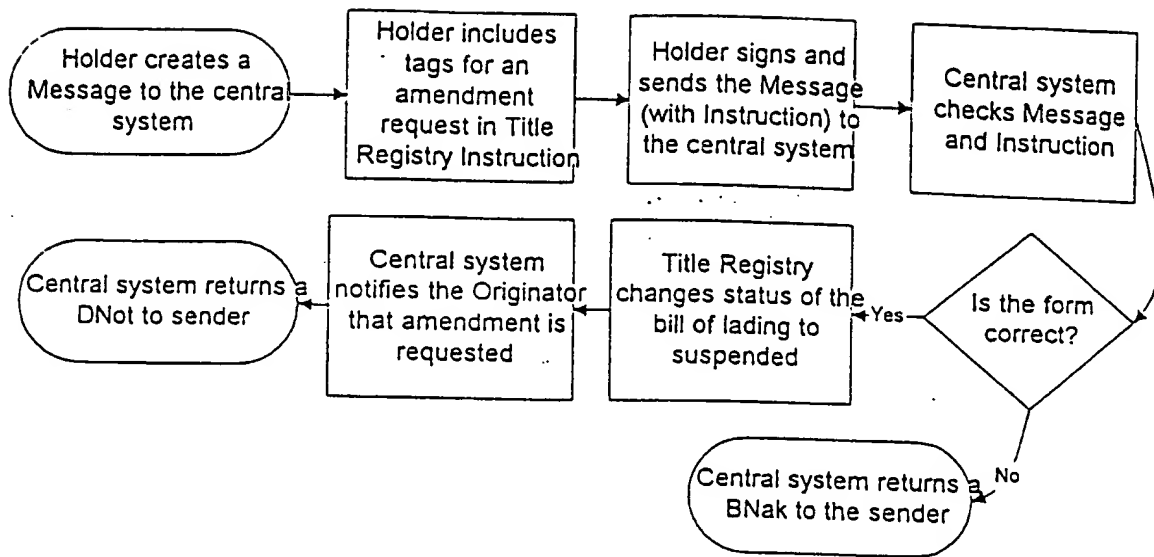 Holder creates a
Message to the centra
system
Holder includes
tags for an
amendment
request in Title
Registry Instruction
Holder signs and
sends the Message
(with Instruction) to
the central system
Central system
checks Message
and Instruction
Is the form
correct?
Yes
Title Registry
changes status of the
bill of lading to
suspended
Central system
notifies the Originator
that amendment is
requested
Central system returns a
DNot to sender
No
Central system returns a
BNak to the sender